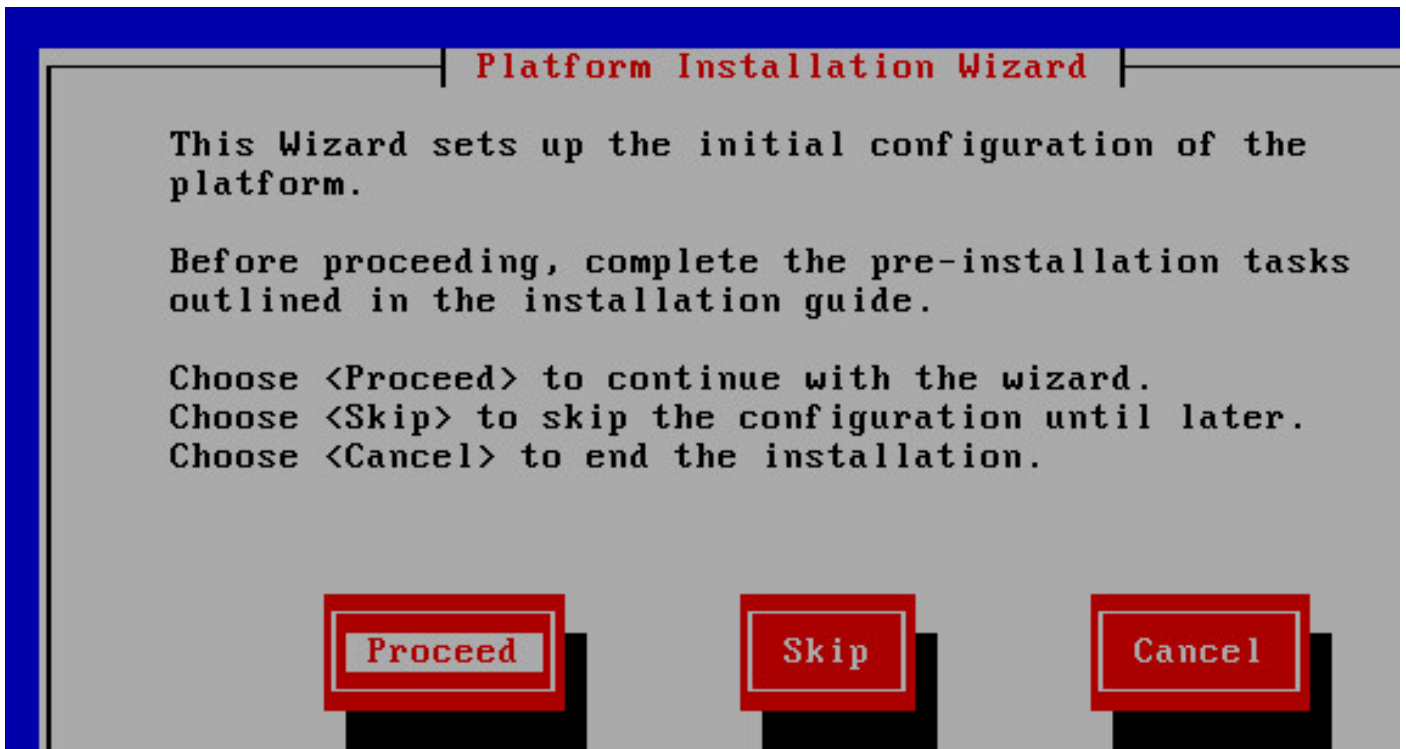 Platform Installation Wizard
This Wizard sets up the initial configuration of the
platform.
Before proceeding, complete the pre-installation tasks
outlined in the installation guide.
Choose <Proceed> to continue with the wizard.
Choose <Skip> to skip the configuration until later.
Choose <Cancel> to end the installation.
Proceed Skip Cancel